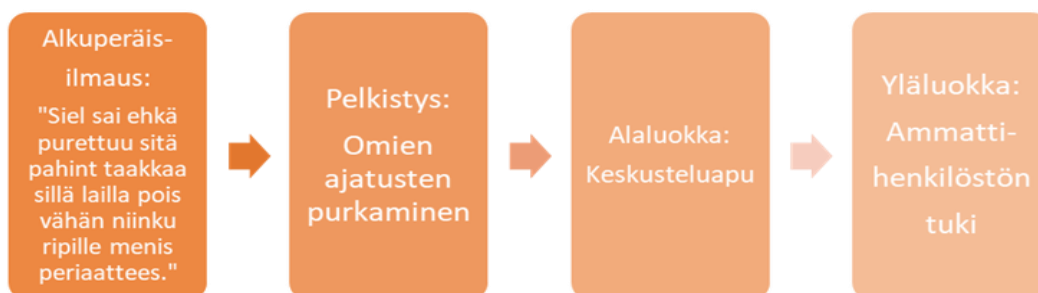 Alkuperäis-
ilmaus:
"Siel sai ehkä
purettuu sitä
pahint taakkaa
sillä lailla pois
vähän niinku
ripille menis
periaattees."
Pelkistys:
Omien
ajatusten
purkaminen
Alaluokka:
Keskusteluapu
Yläluokka:
Ammatti-
henkilöstön
tuki